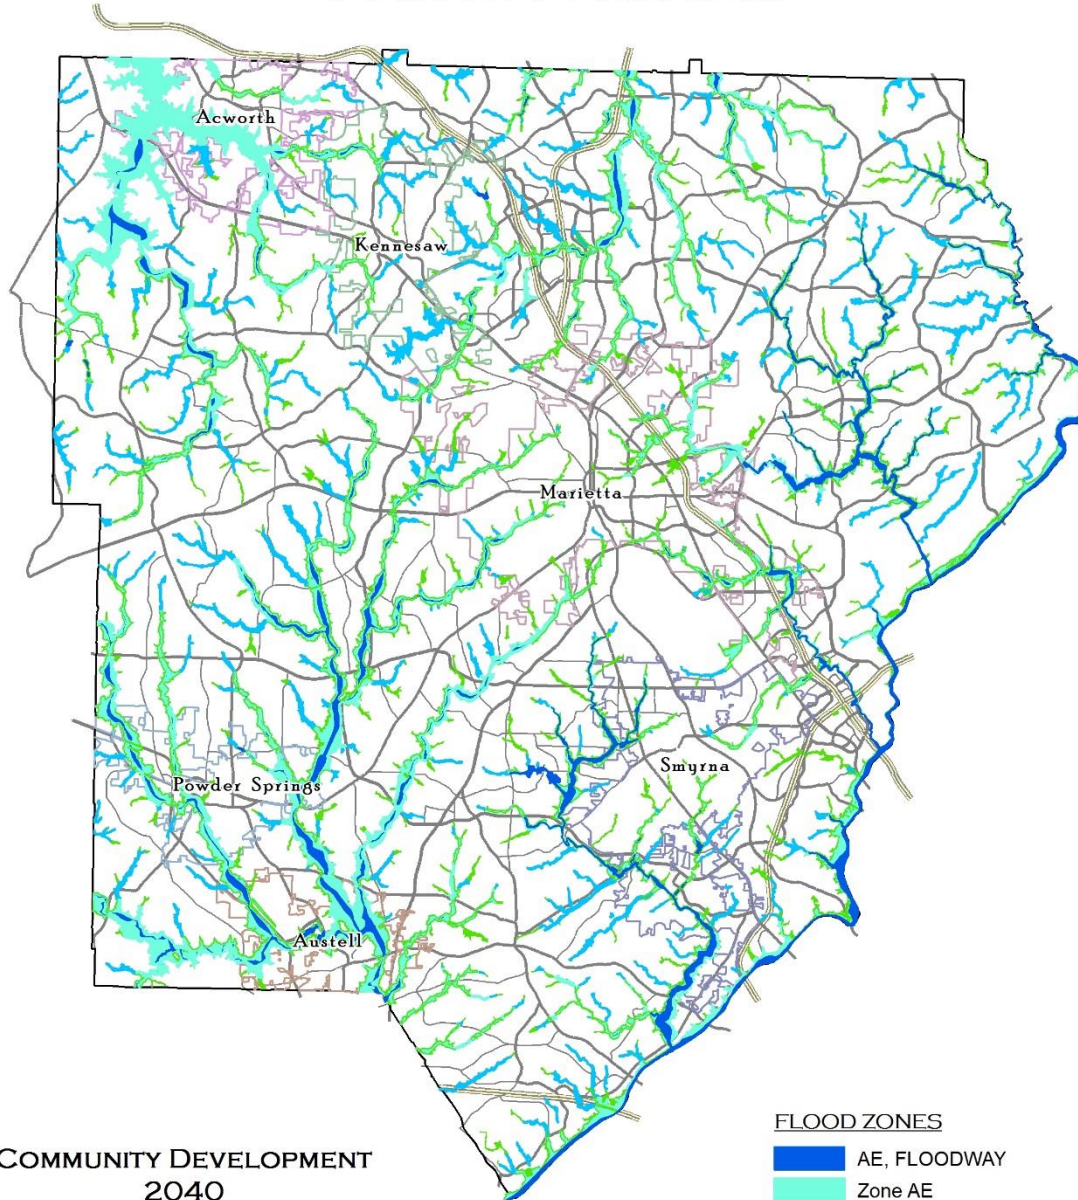 Acworth
Kennesaw
Marietta
Smyrna
Powder Springs
Austell
FLOOD ZONES
AE, FLOODWAY
Zone AE
COMMUNITY DEVELOPMENT
2040